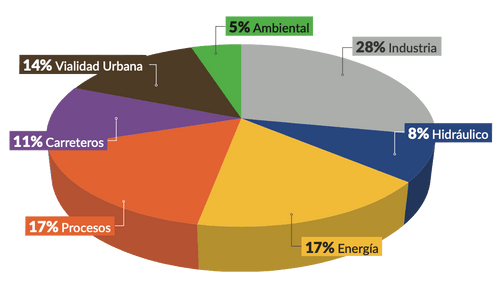 5% Ambiental
28% Industria
14% Vialidad Urbana
8% Hidráulico
11% Carreteros
17% Procesos
17% Energía